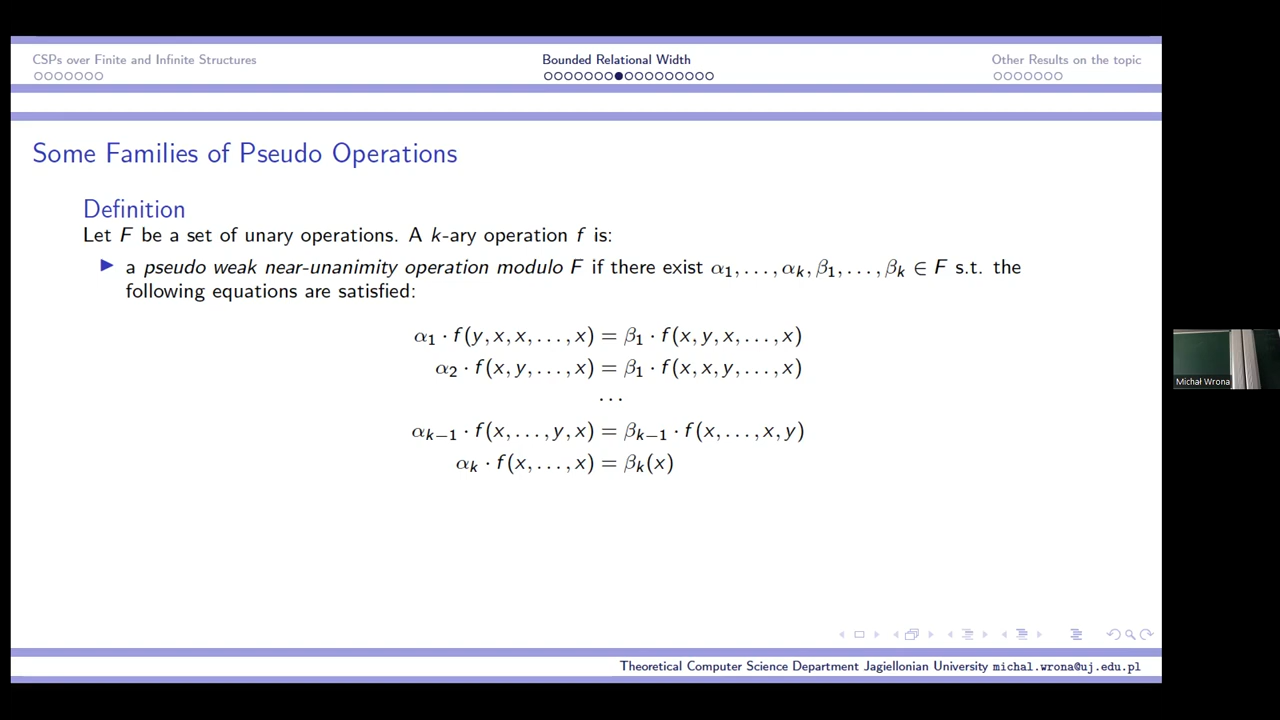 CSPs over Finite and Infinite Structures
Bounded Relational Width
Other Results on the topic
Some Families of Pseudo Operations
Definition
Let F be a set of unary operations. A k-ary operation f is:
▶ a pseudo weak near-unanimity operation modulo F if there exist α₁, . . . , αₖ, β₁, . . . , βₖ ∈ F s.t. the
following equations are satisfied:
α₁ · f(y, x, x, . . . , x) = β₁ · f(x, y, x, . . . , x)
α₂ · f(x, y, . . . , x) = β₁ · f(x, x, y, . . . , x)
. . .
αₖ₋₁ · f(x, . . . , y, x) = βₖ₋₁ · f(x, . . . , x, y)
αₖ · f(x, . . . , x) = βₖ(x)
Michał Wrona
Theoretical Computer Science Department Jagiellonian University michal.wrona@uj.edu.pl